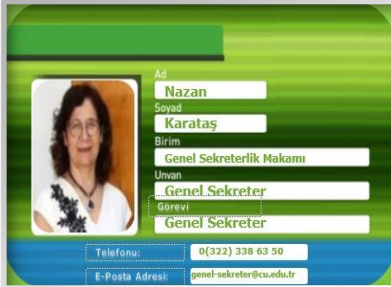 Ad
Nazan
Soyad
Karataş
Birim
Genel Sekreterlik Makamı
Unvan
Genel Sekreter
Görevi
Genel Sekreter
Telefonu: 0(322) 338 63 50
E-Posta Adresi: genel-sekreter@cu.edu.tr